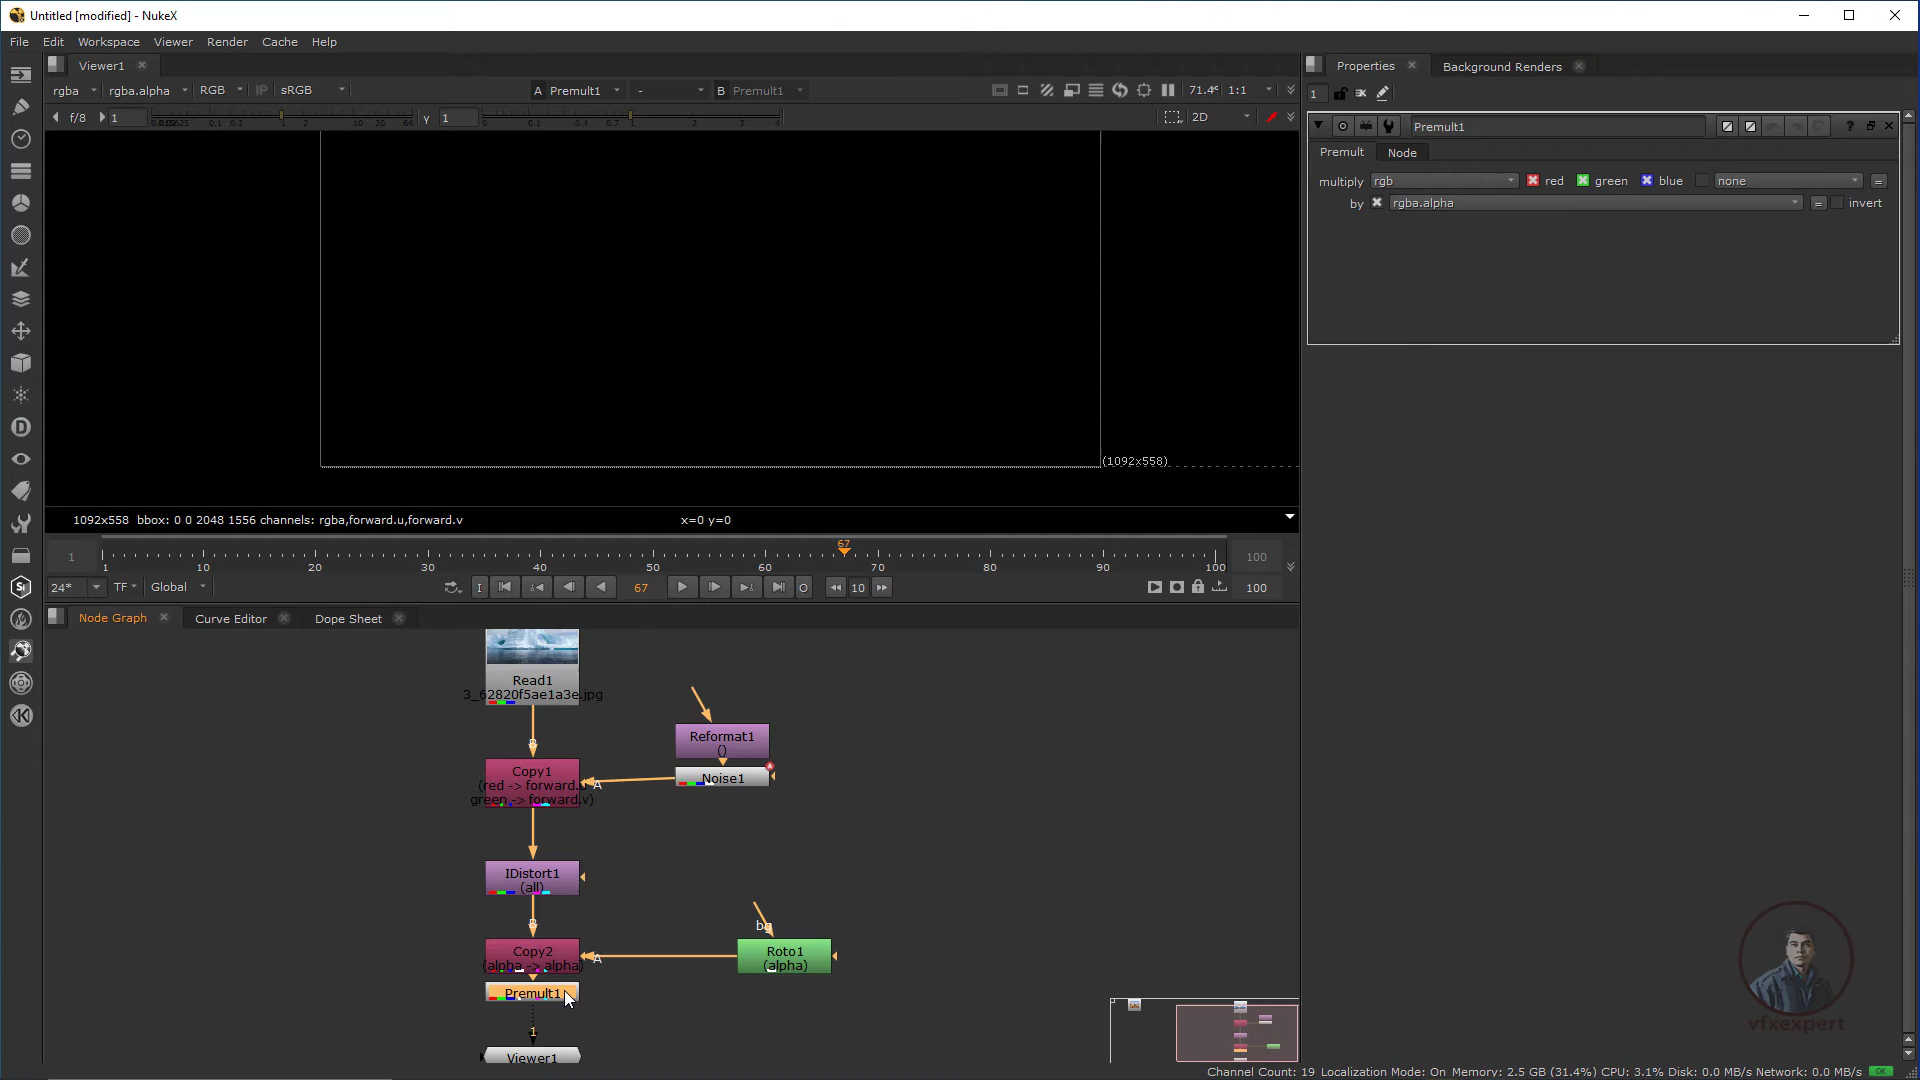 Untitled [modified] - NukeX
File Edit Workspace Viewer Render Cache Help
Viewer1
Properties Background Renders
rgba rgba.alpha RGB IP sRGB A Premult1 - B Premult1 71.4% 1:1
1
f/8 1 Y 1 2D
Premult1
Premult Node
multiply rgb red green blue none =
by rgba.alpha = invert
(1092x558)
1092x558 bbox: 0 0 2048 1556 channels: rgba,forward.u,forward.v x=0 y=0
67
1 100
1 10 20 30 40 50 60 70 80 90 100
24* TF Global I 67 O 10 100
Node Graph Curve Editor Dope Sheet
Read1
3_62820f5ae1a3e.jpg
B
Reformat1
()
Noise1
Copy1
(red -> forward.u
green -> forward.v)
A
IDistort1
(all)
B
bg
Copy2
(alpha -> alpha)
A
Roto1
(alpha)
Premult1
1
Viewer1
vfxexpert
Channel Count: 19 Localization Mode: On Memory: 2.5 GB (31.4%) CPU: 3.1% Disk: 0.0 MB/s Network: 0.0 MB/s OK